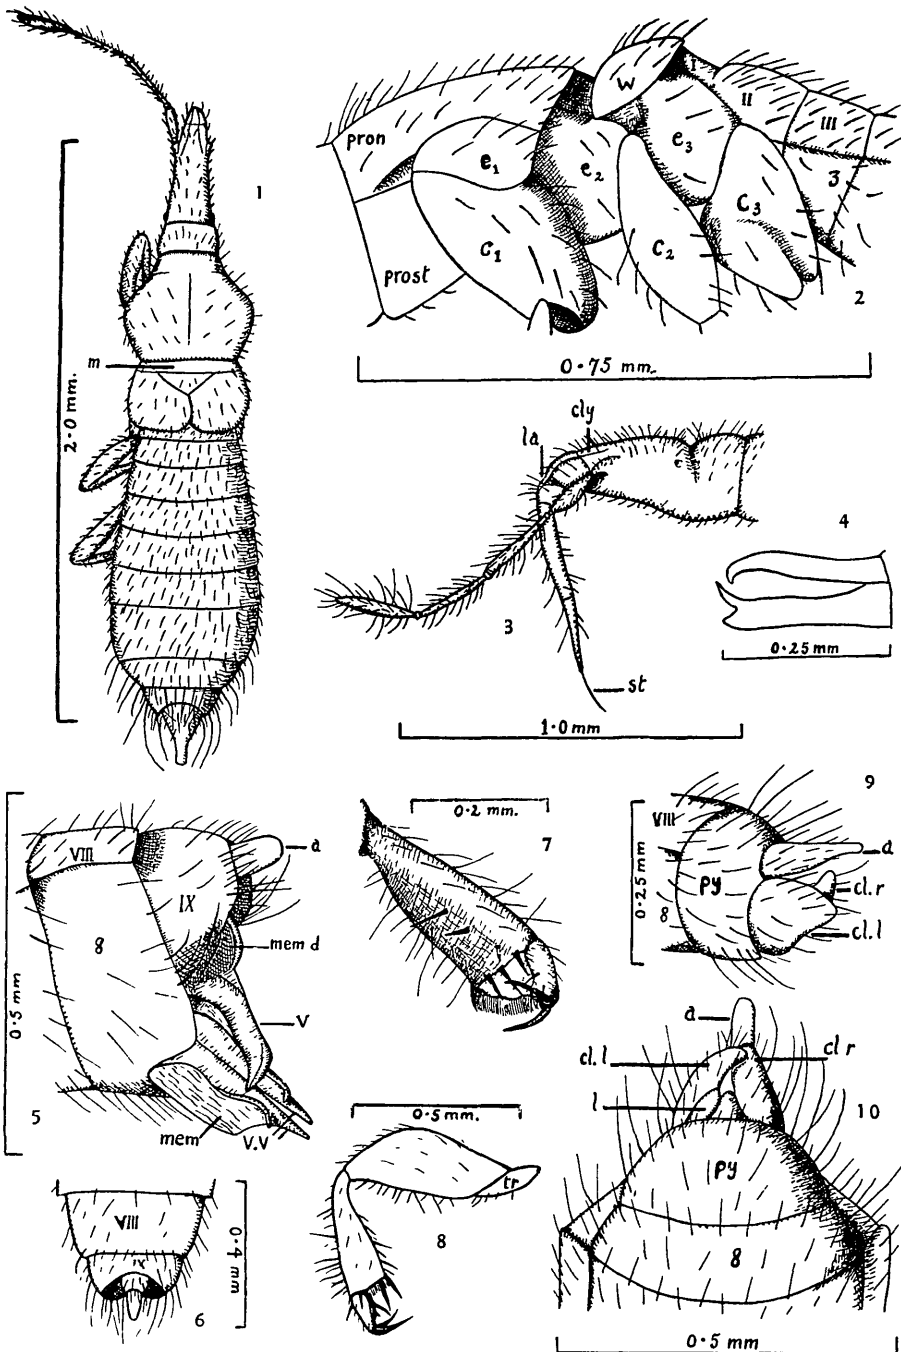 1
2·0 mm.
m
pron
prost
e₁
e₂
e₃
C₁
C₂
C₃
W
I
II
III
3
2
0·75 mm.
la
cly
c
3
st
1·0 mm
4
0·25 mm
0·5 mm
VIII
8
IX
a
mem d
V
mem
V.V
5
0·2 mm.
7
0·25 mm
VIII
8
py
a
cl.r
cl.l
9
VIII
IX
6
0·4 mm
0·5 mm.
tr
8
a
cl.l
cl r
l
py
8
10
0·5 mm